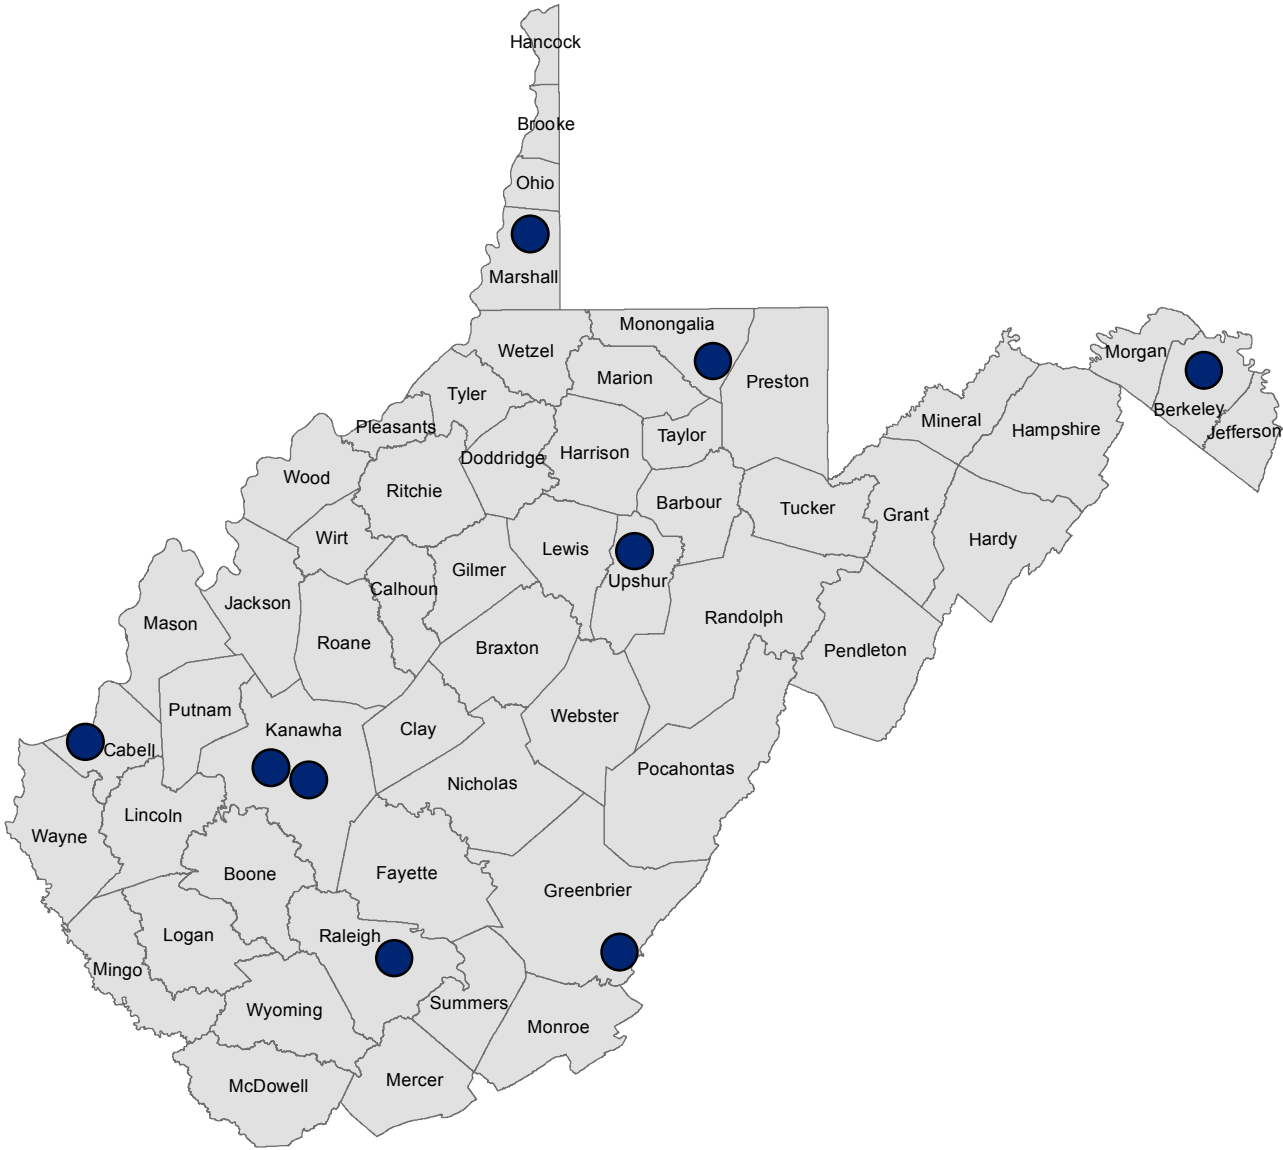 Hancock
Brooke
Ohio
Marshall
Monongalia
Wetzel
Morgan
Marion
Preston
Tyler
Berkeley
Mineral
Pleasants
Hampshire
Jefferson
Taylor
Harrison
Doddridge
Wood
Ritchie
Barbour
Tucker
Grant
Wirt
Hardy
Lewis
Gilmer
Upshur
Calhoun
Jackson
Randolph
Mason
Roane
Braxton
Pendleton
Putnam
Webster
Kanawha
Clay
Cabell
Pocahontas
Nicholas
Lincoln
Wayne
Boone
Fayette
Greenbrier
Logan
Raleigh
Mingo
Summers
Wyoming
Monroe
Mercer
McDowell